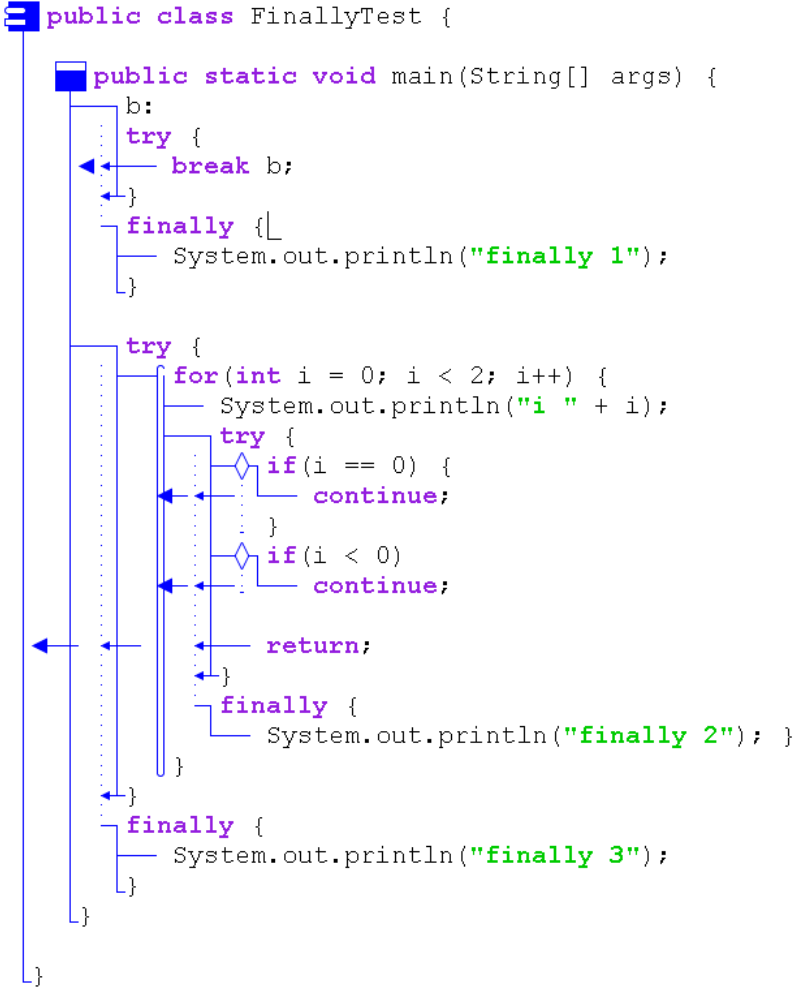 public class FinallyTest {
public static void main(String[] args) {
b:
try {
break b;
}
finally {
System.out.println("finally 1");
}
try {
for(int i = 0; i < 2; i++) {
System.out.println("i " + i);
try {
if(i == 0) {
continue;
}
if(i < 0)
continue;
return;
}
finally {
System.out.println("finally 2"); }
}
}
finally {
System.out.println("finally 3");
}
}
}